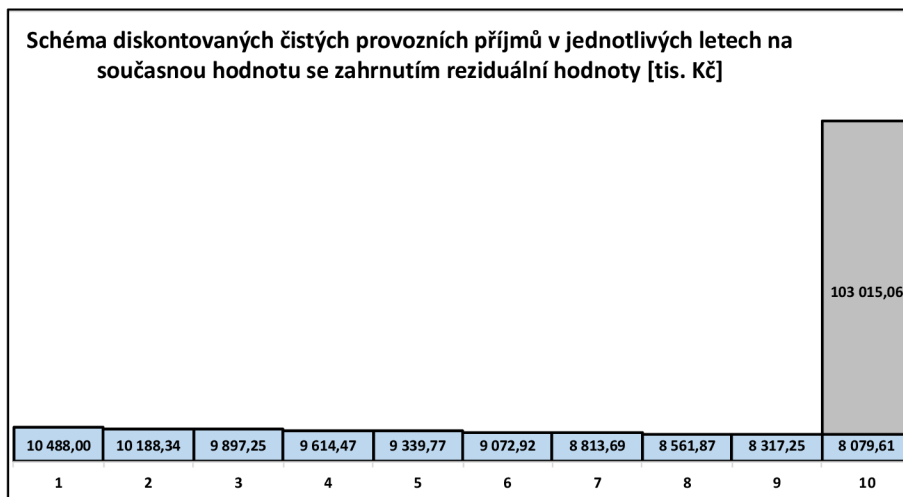 Schéma diskontovaných čistých provozních příjmů v jednotlivých letech na
současnou hodnotu se zahrnutím reziduální hodnoty [tis. Kč]
103 015,06
10 488,00 10 188,34 9 897,25 9 614,47 9 339,77 9 072,92 8 813,69 8 561,87 8 317,25 8 079,61
1 2 3 4 5 6 7 8 9 10